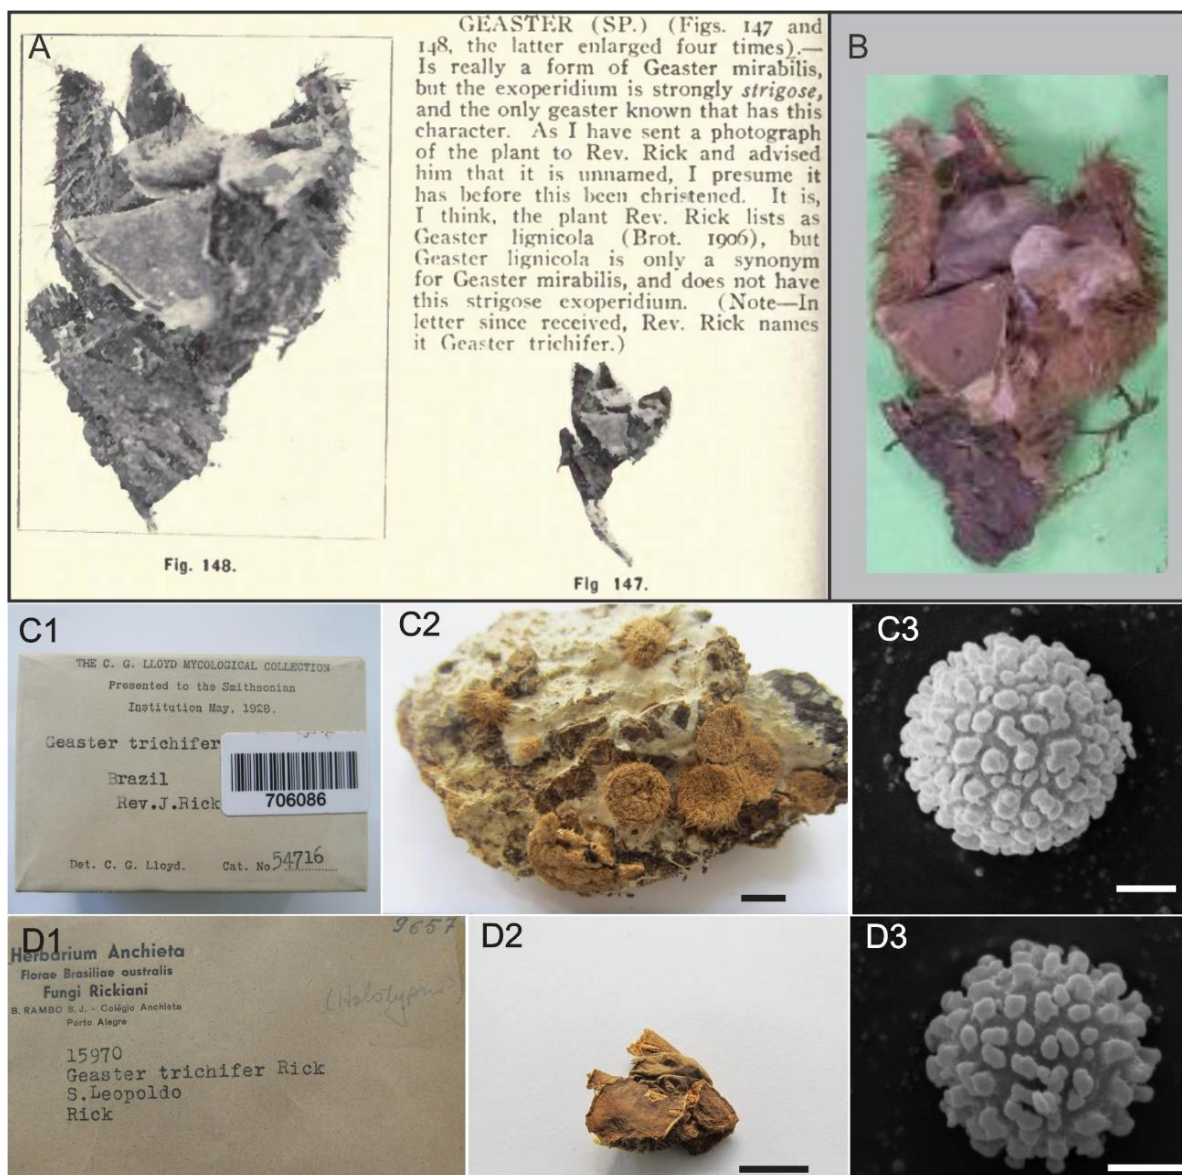 A
GEASTER (SP.) (Figs. 147 and
148, the latter enlarged four times).—
Is really a form of Geaster mirabilis,
but the exoperidium is strongly strigose,
and the only geaster known that has this
character. As I have sent a photograph
of the plant to Rev. Rick and advised
him that it is unnamed, I presume it
has before this been christened. It is,
I think, the plant Rev. Rick lists as
Geaster lignicola (Brot. 1906), but
Geaster lignicola is only a synonym
for Geaster mirabilis, and does not have
this strigose exoperidium. (Note—In
letter since received, Rev. Rick names
it Geaster trichifer.)
Fig. 148.
Fig 147.
B
C1
THE C. G. LLOYD MYCOLOGICAL COLLECTION
Presented to the Smithsonian
Institution May, 1928.
Geaster trichifer
Brazil
Rev.J.Rick
706086
Det. C. G. Lloyd. Cat. No 54716
C2
C3
D1
9657
Herbarium Anchieta
Florae Brasiliae australis
Fungi Rickiani
B. RAMBO S.J. - Colégio Anchieta
Porto Alegre
(Holotypus)
15970
Geaster trichifer Rick
S.Leopoldo
Rick
D2
D3